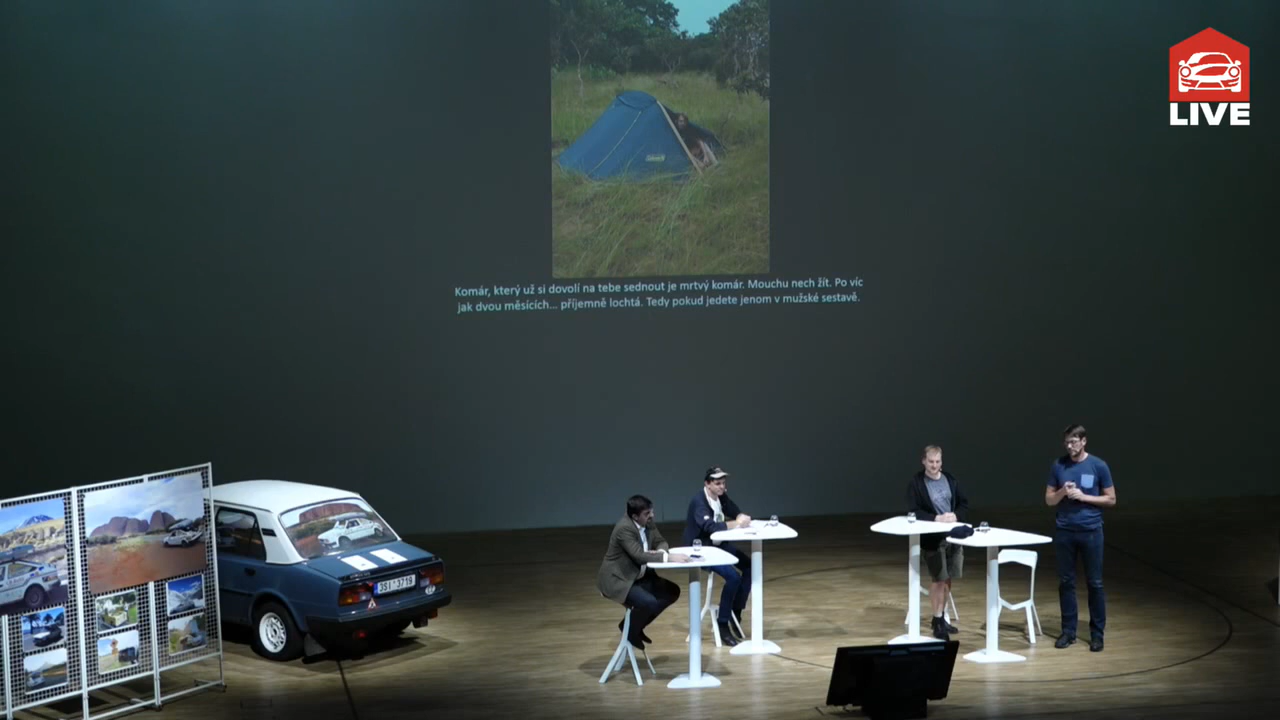 LIVE
Komár, který už si dovolí na tebe sednout je mrtvý komár. Mouchu nech žít. Po víc
jak dvou měsících... příjemně lochtá. Tedy pokud jedete jenom v mužské sestavě.
3SI·3719